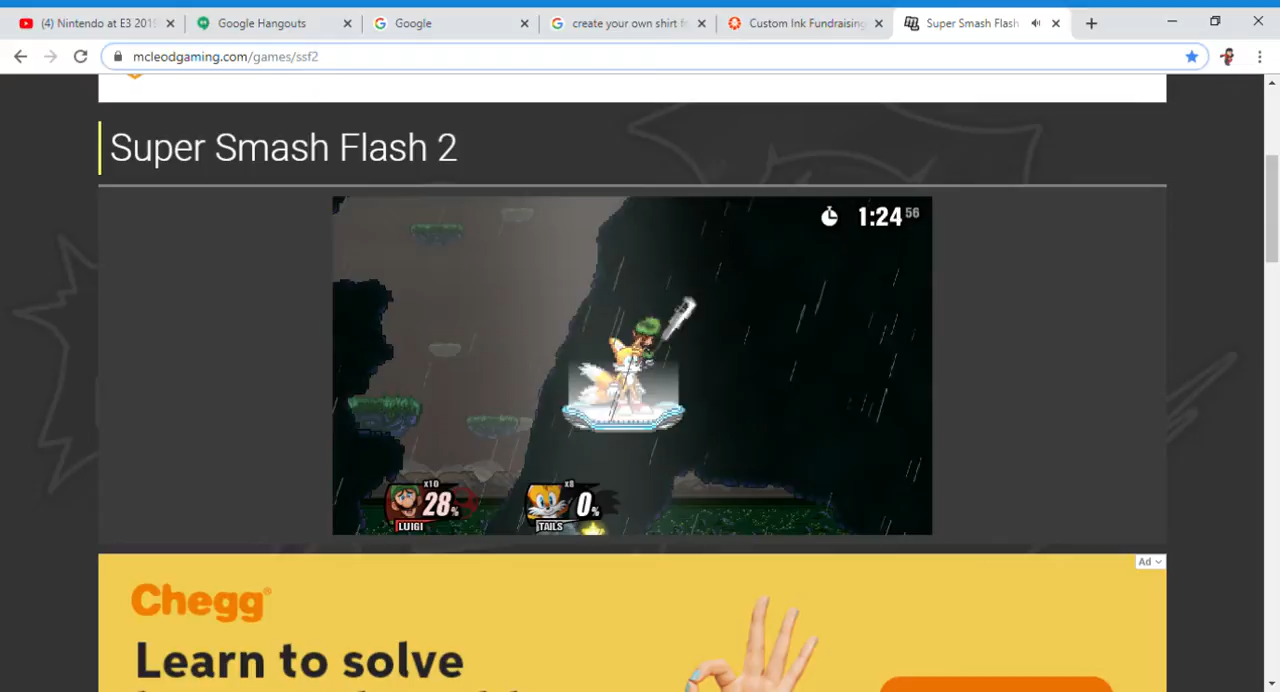 (4) Nintendo at E3 2019
Google Hangouts
Google
create your own shirt fr
Custom Ink Fundraising
Super Smash Flash
mcleodgaming.com/games/ssf2
Super Smash Flash 2
1:24 56
x10
28%
LUIGI
x8
0%
TAILS
Ad
Chegg®
Learn to solve